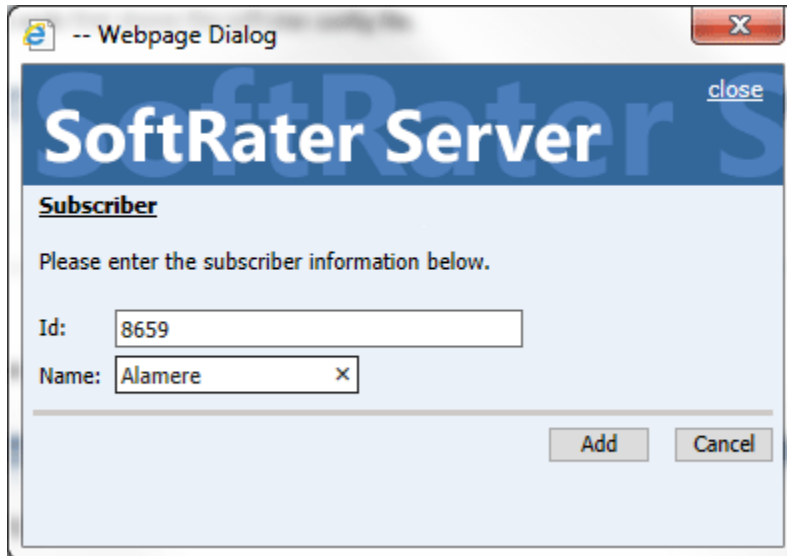 -- Webpage Dialog
close
SoftRater Server
Subscriber
Please enter the subscriber information below.
Id: 8659
Name: Alamere
Add Cancel